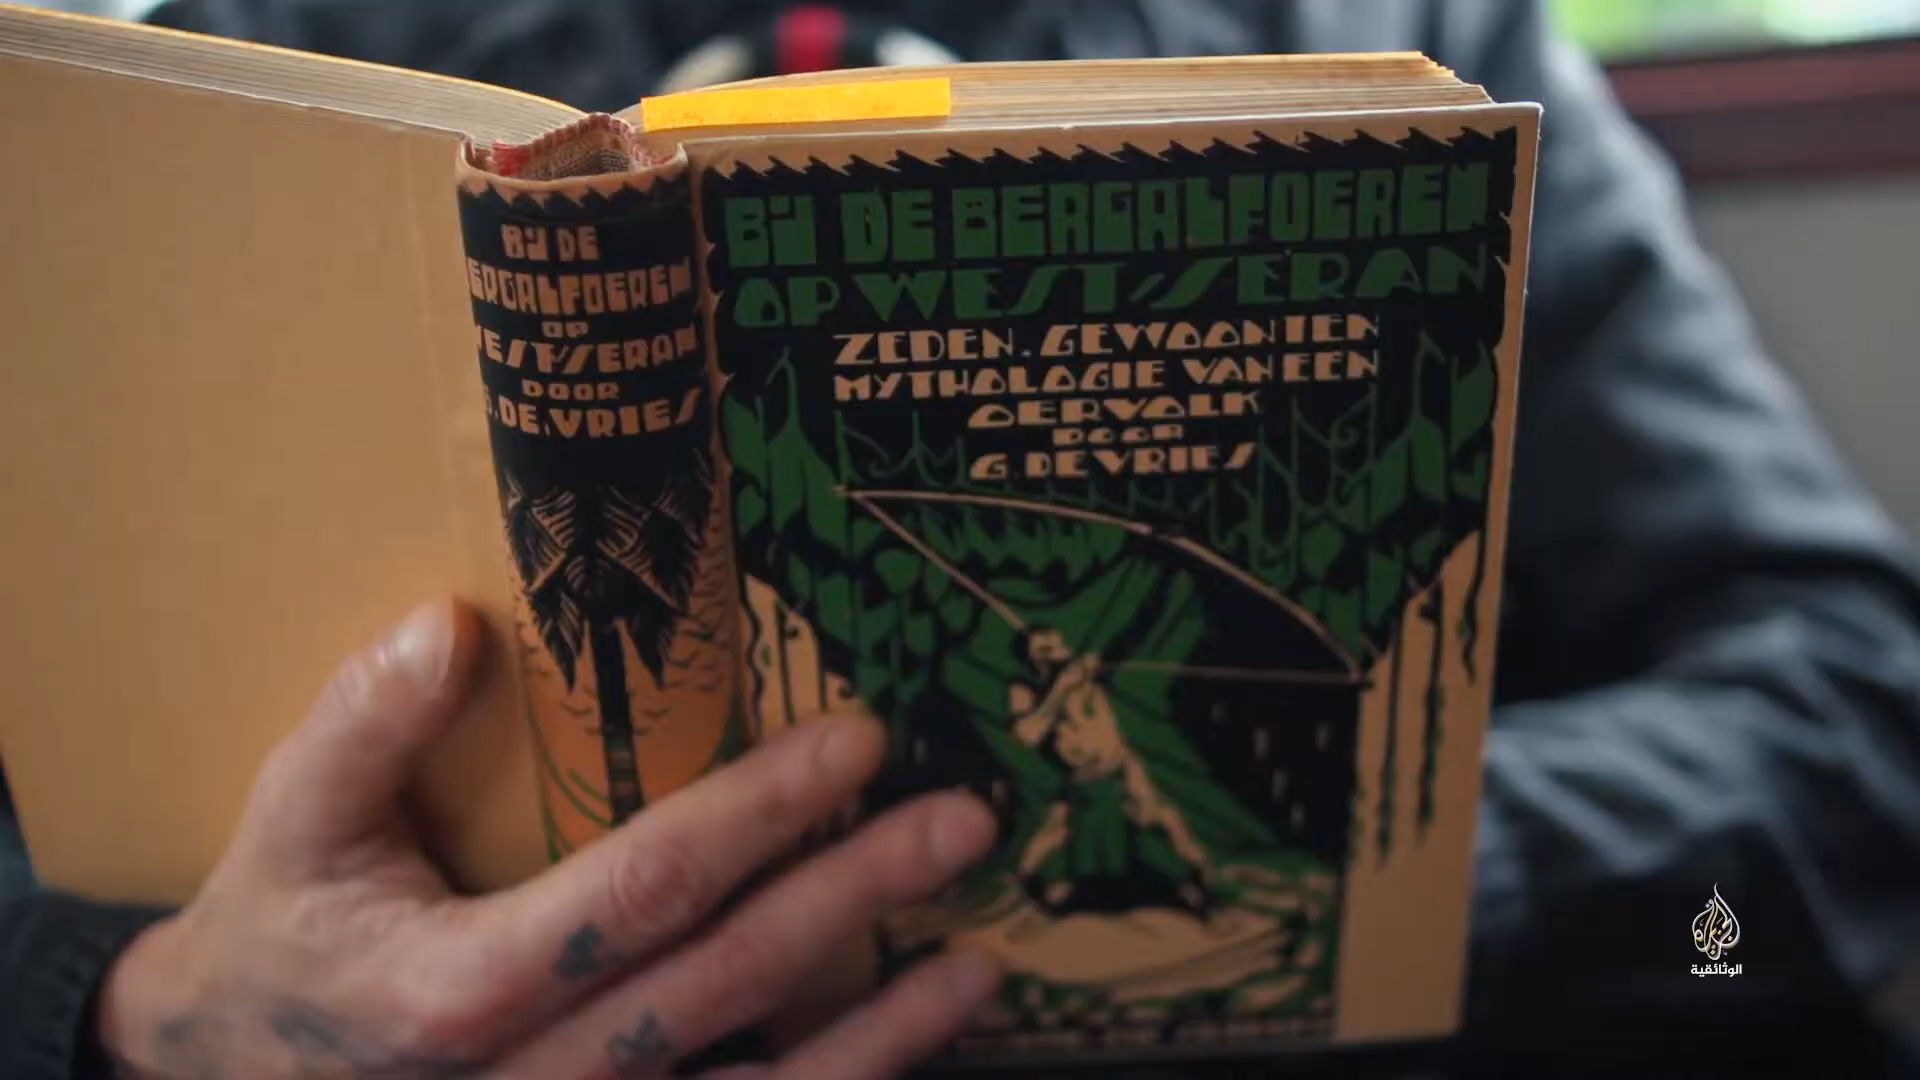 BIJ DE
BERGALFOEREN
OP
WEST-SERAN
DOOR
G. DE VRIES
BIJ DE BERGALFOEREN
OP WEST-SERAN
ZEDEN. GEWOONTEN
MYTHOLOGIE VAN EEN
OERVOLK
DOOR
G. DE VRIES
الجزيرة
الوثائقية